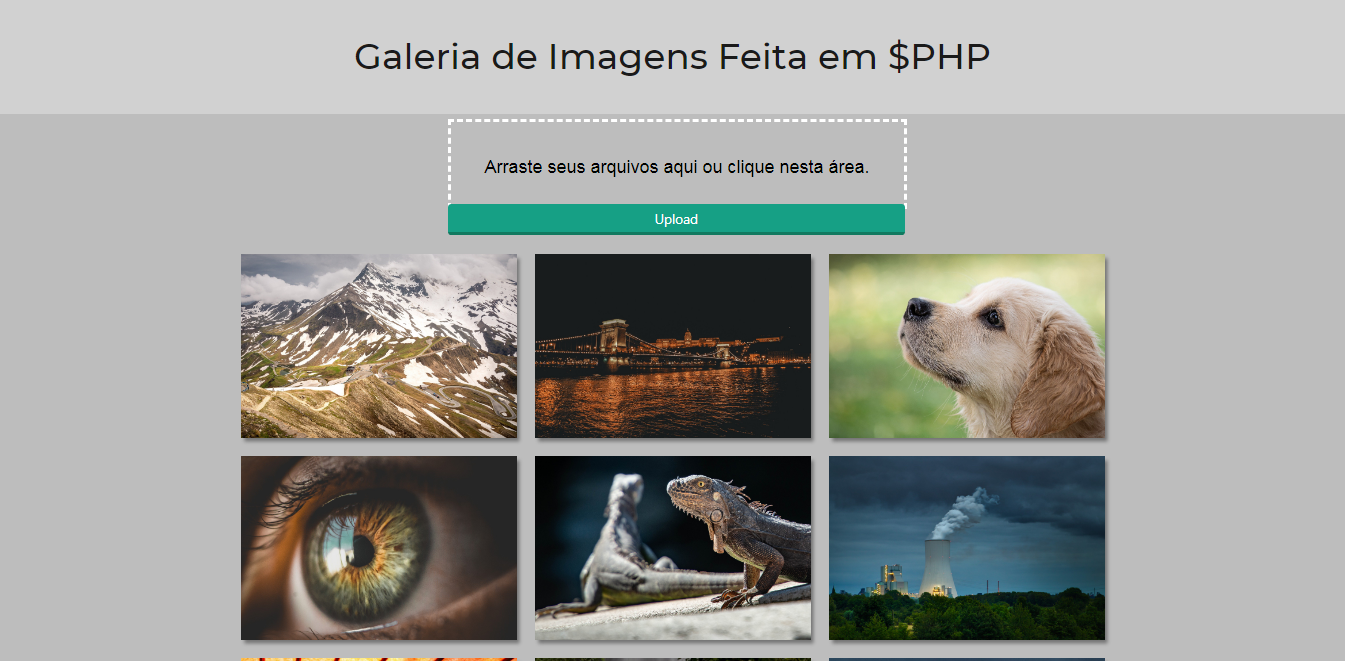 Galeria de Imagens Feita em $PHP
Arraste seus arquivos aqui ou clique nesta área.
Upload